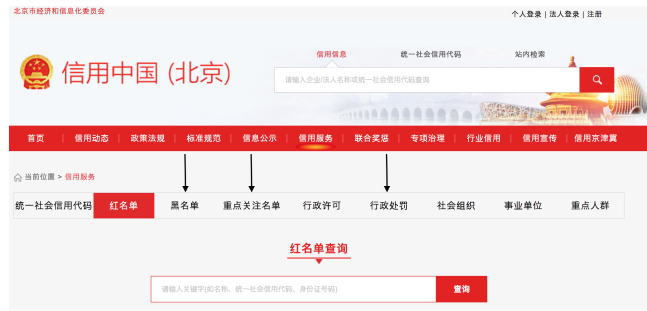 北京市经济和信息化委员会
个人登录 | 法人登录 | 注册
信用信息 统一社会信用代码 站内检索
信用中国 (北京)
请输入企业/法人名称或统一社会信用代码查询
首页 | 信用动态 | 政策法规 | 标准规范 | 信息公示 | 信用服务 | 联合奖惩 | 专项治理 | 行业信用 | 信用宣传 | 信用京津冀
当前位置 > 信用服务
统一社会信用代码 红名单 黑名单 重点关注名单 行政许可 行政处罚 社会组织 事业单位 重点人群
红名单查询
请输入关键字(如名称、统一社会信用代码、身份证号码) 查询